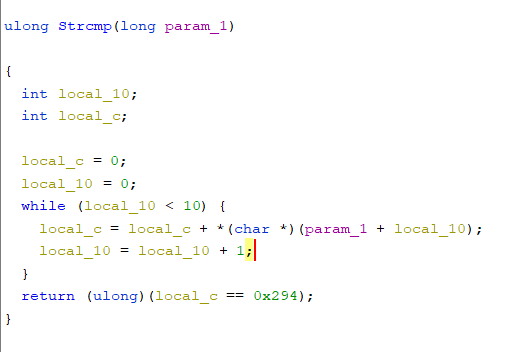 ulong Strcmp(long param_1)
{
int local_10;
int local_c;
local_c = 0;
local_10 = 0;
while (local_10 < 10) {
local_c = local_c + *(char *)(param_1 + local_10);
local_10 = local_10 + 1;
}
return (ulong)(local_c == 0x294);
}